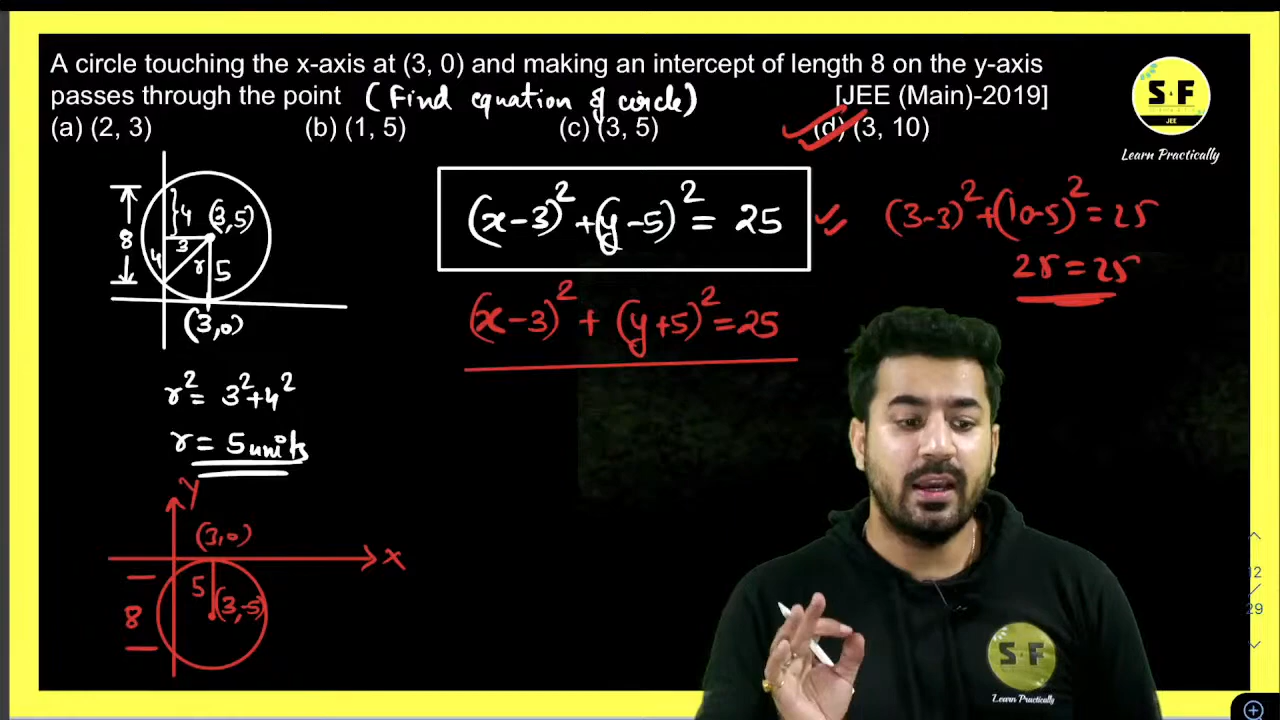 A circle touching the x-axis at (3, 0) and making an intercept of length 8 on the y-axis
passes through the point (Find equation of circle) [JEE (Main)-2019]
(a) (2, 3) (b) (1, 5) (c) (3, 5) (d) (3, 10)
S F
JEE
Learn Practically
8
4
(3,5)
3
4
r
5
(3,0)
r² = 3²+4²
r = 5 units
(x-3)² + (y-5)² = 25
(x-3)² + (y+5)² = 25
(3-3)² + (10-5)² = 25
25 = 25
y
(3,0)
x
5
8
(3,-5)
S F
Learn Practically
12
/
29